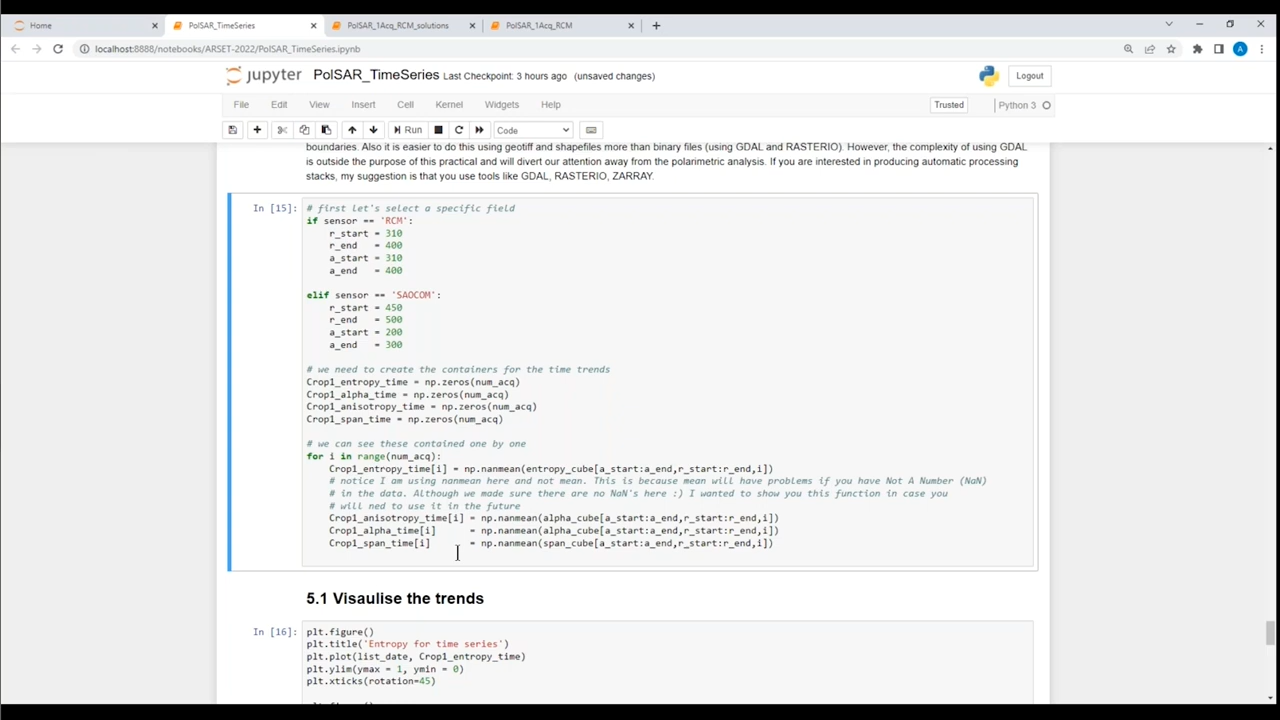 Home
PolSAR_TimeSeries
PolSAR_1Acq_RCM_solutions
PolSAR_1Acq_RCM
localhost:8888/notebooks/ARSET-2022/PolSAR_TimeSeries.ipynb
A
jupyter PolSAR_TimeSeries Last Checkpoint: 3 hours ago (unsaved changes)
Logout
File Edit View Insert Cell Kernel Widgets Help
Trusted
Python 3
Run
Code
boundaries. Also it is easier to do this using geotiff and shapefiles more than binary files (using GDAL and RASTERIO). However, the complexity of using GDAL
is outside the purpose of this practical and will divert our attention away from the polarimetric analysis. If you are interested in producing automatic processing
stacks, my suggestion is that you use tools like GDAL, RASTERIO, ZARRAY.
In [15]:
# first let's select a specific field
if sensor == 'RCM':
    r_start = 310
    r_end   = 400
    a_start = 310
    a_end   = 400
elif sensor == 'SAOCOM':
    r_start = 450
    r_end   = 500
    a_start = 200
    a_end   = 300
# we need to create the containers for the time trends
Crop1_entropy_time = np.zeros(num_acq)
Crop1_alpha_time = np.zeros(num_acq)
Crop1_anisotropy_time = np.zeros(num_acq)
Crop1_span_time = np.zeros(num_acq)
# we can see these contained one by one
for i in range(num_acq):
    Crop1_entropy_time[i] = np.nanmean(entropy_cube[a_start:a_end,r_start:r_end,i])
    # notice I am using nanmean here and not mean. This is because mean will have problems if you have Not A Number (NaN)
    # in the data. Although we made sure there are no NaN's here :) I wanted to show you this function in case you
    # will ned to use it in the future
    Crop1_anisotropy_time[i] = np.nanmean(alpha_cube[a_start:a_end,r_start:r_end,i])
    Crop1_alpha_time[i]      = np.nanmean(alpha_cube[a_start:a_end,r_start:r_end,i])
    Crop1_span_time[i]       = np.nanmean(span_cube[a_start:a_end,r_start:r_end,i])
5.1 Visaulise the trends
In [16]:
plt.figure()
plt.title('Entropy for time series')
plt.plot(list_date, Crop1_entropy_time)
plt.ylim(ymax = 1, ymin = 0)
plt.xticks(rotation=45)